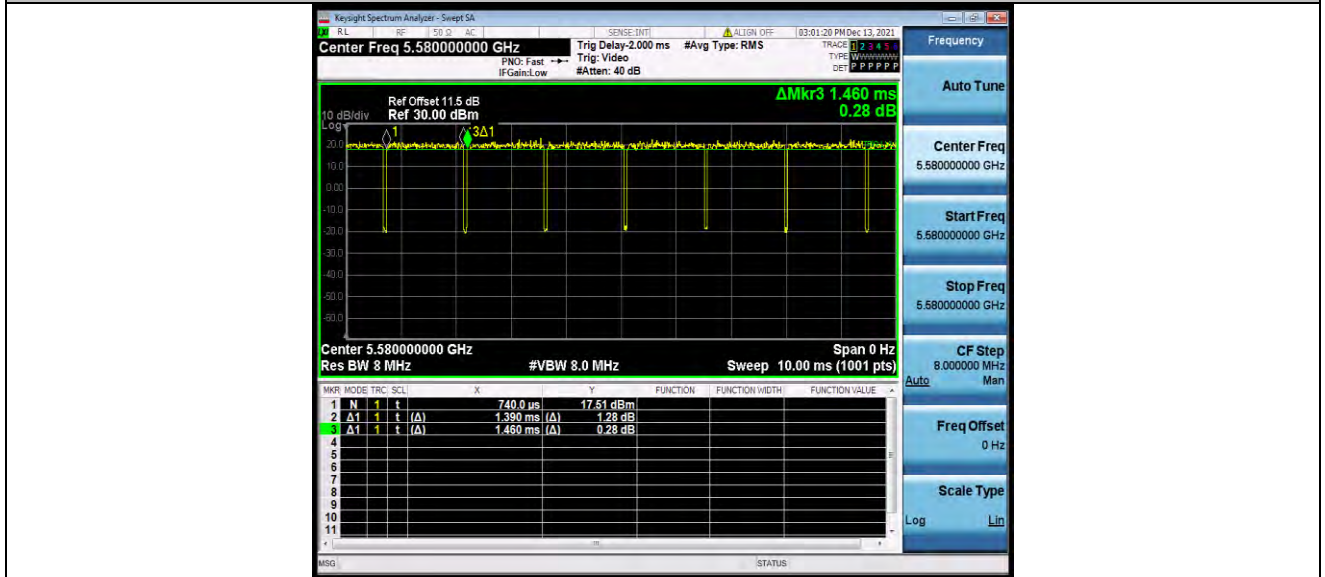 Keysight Spectrum Analyzer - Swept SA
RL RF 50 Ω AC SENSE:INT ALIGN OFF 03:01:20 PM Dec 13, 2021
Center Freq 5.580000000 GHz
PNO: Fast
IFGain:Low
Trig Delay-2.000 ms
Trig: Video
#Atten: 40 dB
#Avg Type: RMS
TRACE 1 2 3 4 5 6
TYPE W
DET P P P P P P
ΔMkr3 1.460 ms
0.28 dB
Ref Offset 11.5 dB
10 dB/div Ref 30.00 dBm
Log
1
3Δ1
20.0
10.0
0.00
-10.0
-20.0
-30.0
-40.0
-50.0
-60.0
Center 5.580000000 GHz Span 0 Hz
Res BW 8 MHz #VBW 8.0 MHz Sweep 10.00 ms (1001 pts)
MKR MODE TRC SCL X Y FUNCTION FUNCTION WIDTH FUNCTION VALUE
1 N 1 t 740.0 µs 17.51 dBm
2 Δ1 1 t (Δ) 1.390 ms (Δ) 1.28 dB
3 Δ1 1 t (Δ) 1.460 ms (Δ) 0.28 dB
4
5
6
7
8
9
10
11
MSG STATUS
Frequency
Auto Tune
Center Freq
5.580000000 GHz
Start Freq
5.580000000 GHz
Stop Freq
5.580000000 GHz
CF Step
8.000000 MHz
Auto Man
Freq Offset
0 Hz
Scale Type
Log Lin